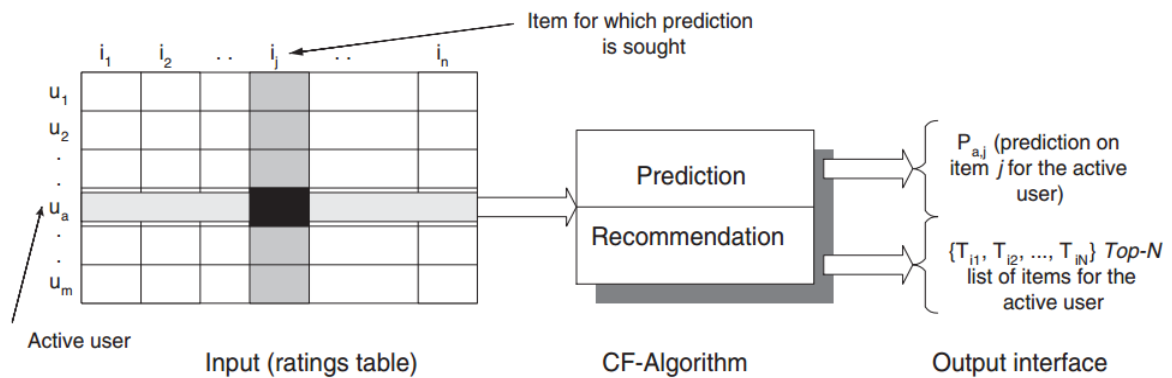 Item for which prediction
is sought
i1 i2 . . ij . . in
u1
u2
.
.
ua
.
.
um
Active user
Input (ratings table)
Prediction
Recommendation
CF-Algorithm
Pa,j (prediction on
item j for the active
user)
{Ti1, Ti2, ..., TiN} Top-N
list of items for the
active user
Output interface